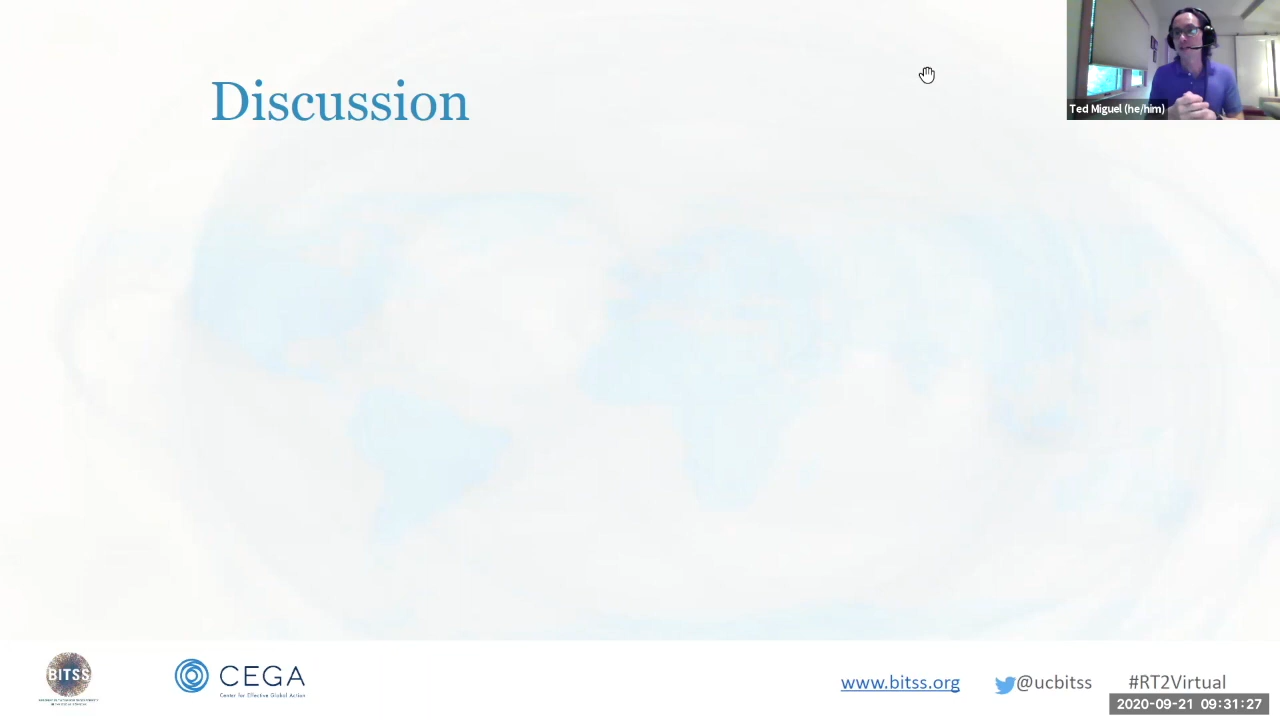 Discussion
Ted Miguel (he/him)
BITSS
CEGA
Center for Effective Global Action
www.bitss.org
@ucbitss
#RT2Virtual
2020-09-21 09:31:27